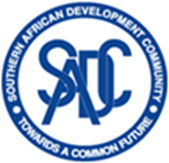 SOUTHERN AFRICAN DEVELOPMENT COMMUNITY
SADC
TOWARDS A COMMON FUTURE